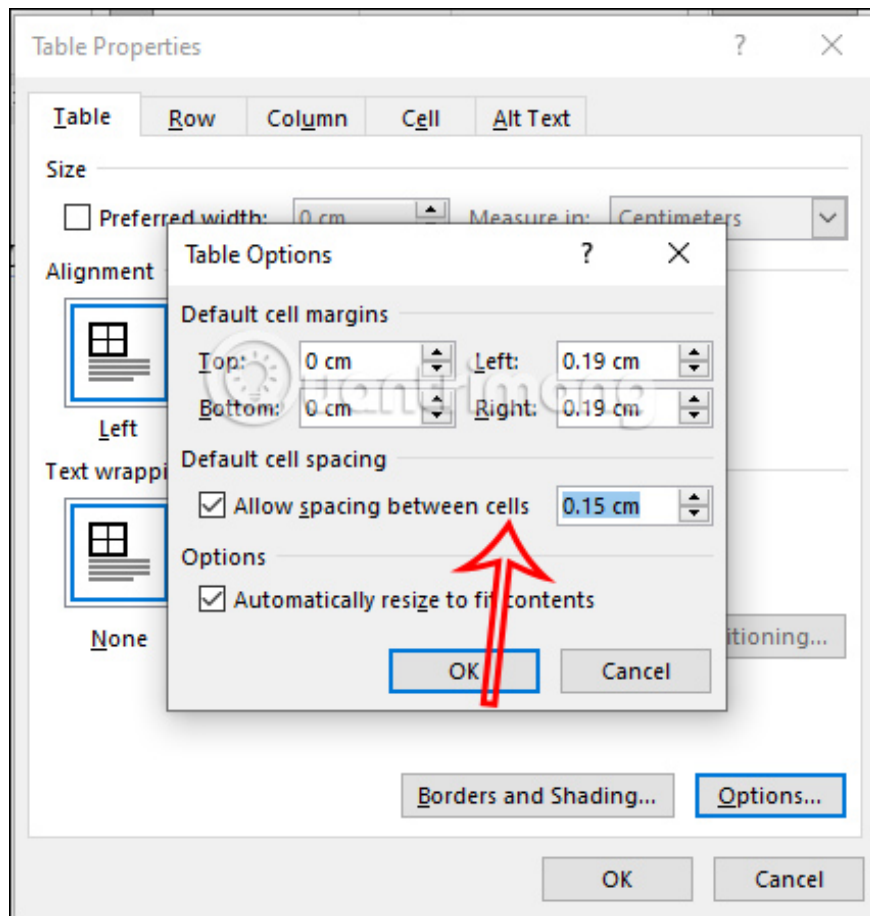 Table Properties ? ×
Table Row Column Cell Alt Text
Size
Preferred width: 0 cm Measure in: Centimeters
Table Options ? ×
Alignment
Default cell margins
Top: 0 cm Left: 0.19 cm
Bottom: 0 cm Right: 0.19 cm
uantrimang
Left
Default cell spacing
Text wrappi
Allow spacing between cells 0.15 cm
Options
Automatically resize to fit contents
None
itioning...
OK Cancel
Borders and Shading... Options...
OK Cancel